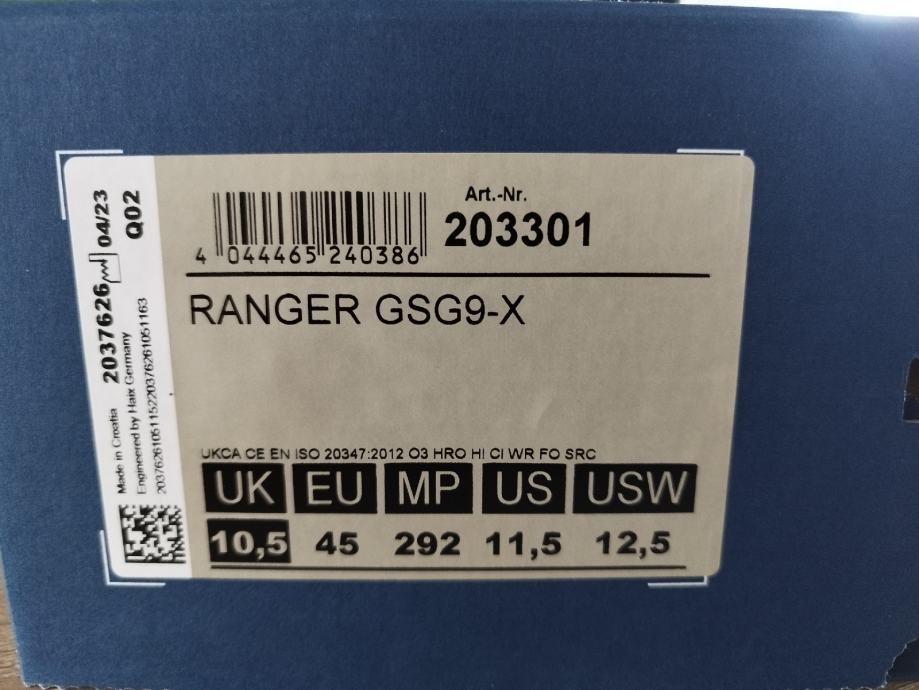 Art.-Nr.
203301
4 044465 240386
RANGER GSG9-X
UKCA CE EN ISO 20347:2012 O3 HRO HI CI WR FO SRC
UK EU MP US USW
10,5 45 292 11,5 12,5
2037626 04/23
Q02
Made in Croatia
Engineered by Haix Germany
20376261051152203762610511​63